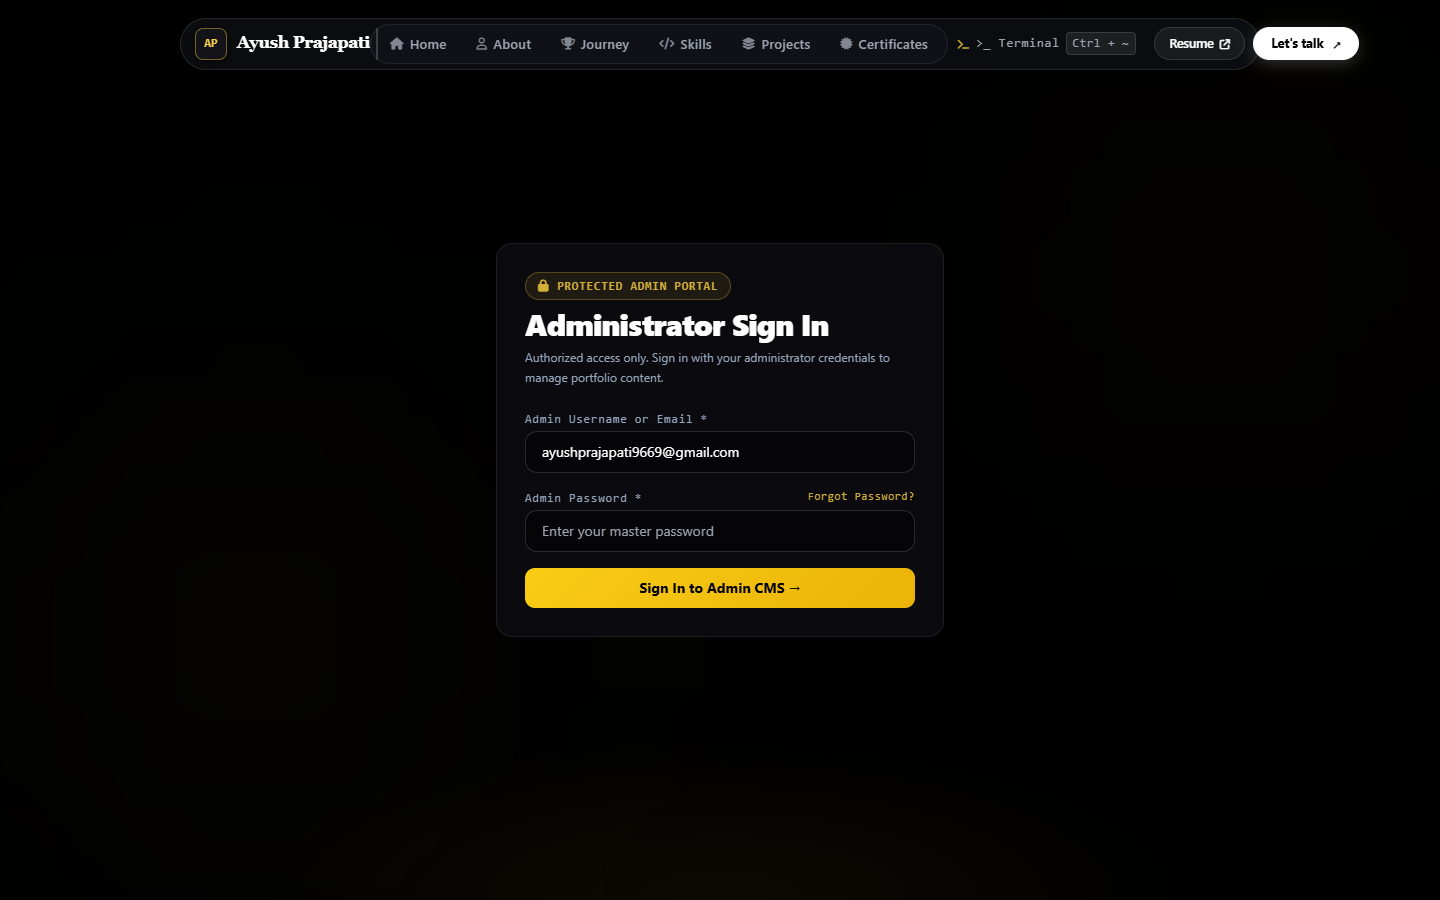 AP Ayush Prajapati Home About Journey Skills Projects Certificates >_ Terminal Ctrl + ~ Resume Let's talk ↗
PROTECTED ADMIN PORTAL
Administrator Sign In
Authorized access only. Sign in with your administrator credentials to
manage portfolio content.
Admin Username or Email *
ayushprajapati9669@gmail.com
Admin Password * Forgot Password?
Enter your master password
Sign In to Admin CMS →